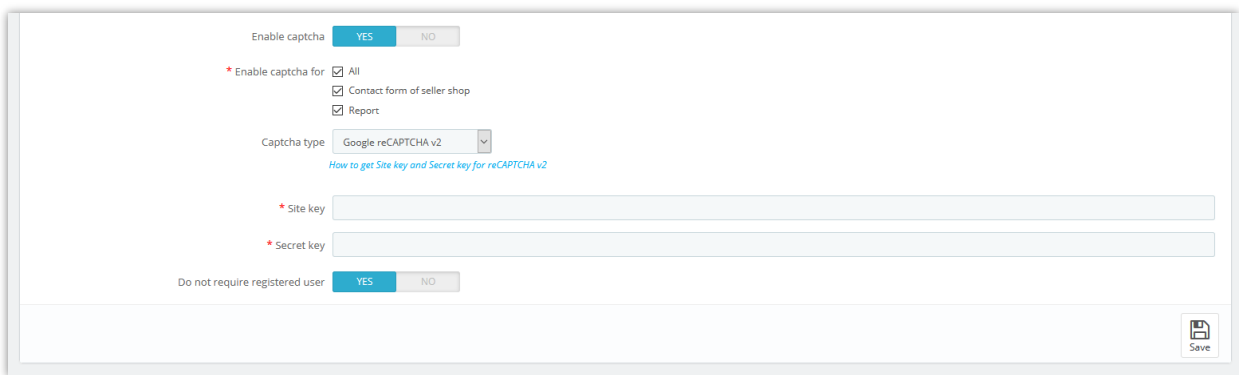 Enable captcha YES NO
* Enable captcha for All
Contact form of seller shop
Report
Captcha type Google reCAPTCHA v2
How to get Site key and Secret key for reCAPTCHA v2
* Site key
* Secret key
Do not require registered user YES NO
Save